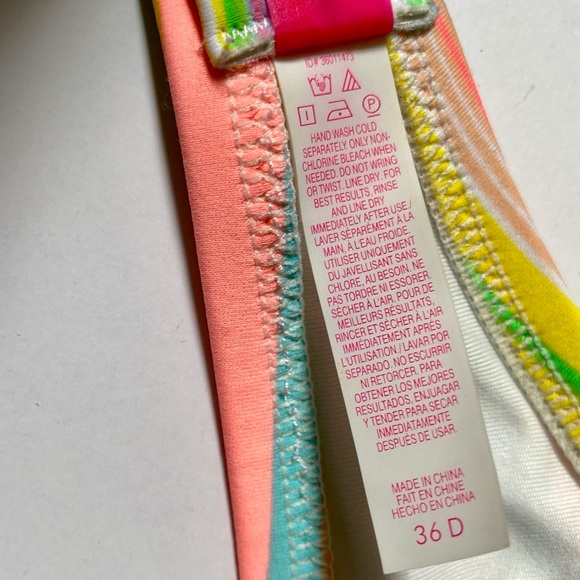 ID# 36011473
HAND WASH COLD
SEPARATELY ONLY NON-
CHLORINE BLEACH WHEN
NEEDED. DO NOT WRING
OR TWIST. LINE DRY. FOR
BEST RESULTS, RINSE
AND LINE DRY
IMMEDIATELY AFTER USE./
LAVER SÉPARÉMENT À LA
MAIN, À L'EAU FROIDE.
UTILISER UNIQUEMENT
DU JAVELLISANT SANS
CHLORE, AU BESOIN. NE
PAS TORDRE NI ESSORER.
SÉCHER À L'AIR. POUR DE
MEILLEURS RÉSULTATS,
RINCER ET SÉCHER À L'AIR
IMMÉDIATEMENT APRÈS
L'UTILISATION./ LAVAR POR
SEPARADO. NO ESCURRIR
NI RETORCER. PARA
OBTENER LOS MEJORES
RESULTADOS, ENJUAGAR
Y TENDER PARA SECAR
INMEDIATAMENTE
DESPUÉS DE USAR.
MADE IN CHINA
FAIT EN CHINE
HECHO EN CHINA
36 D